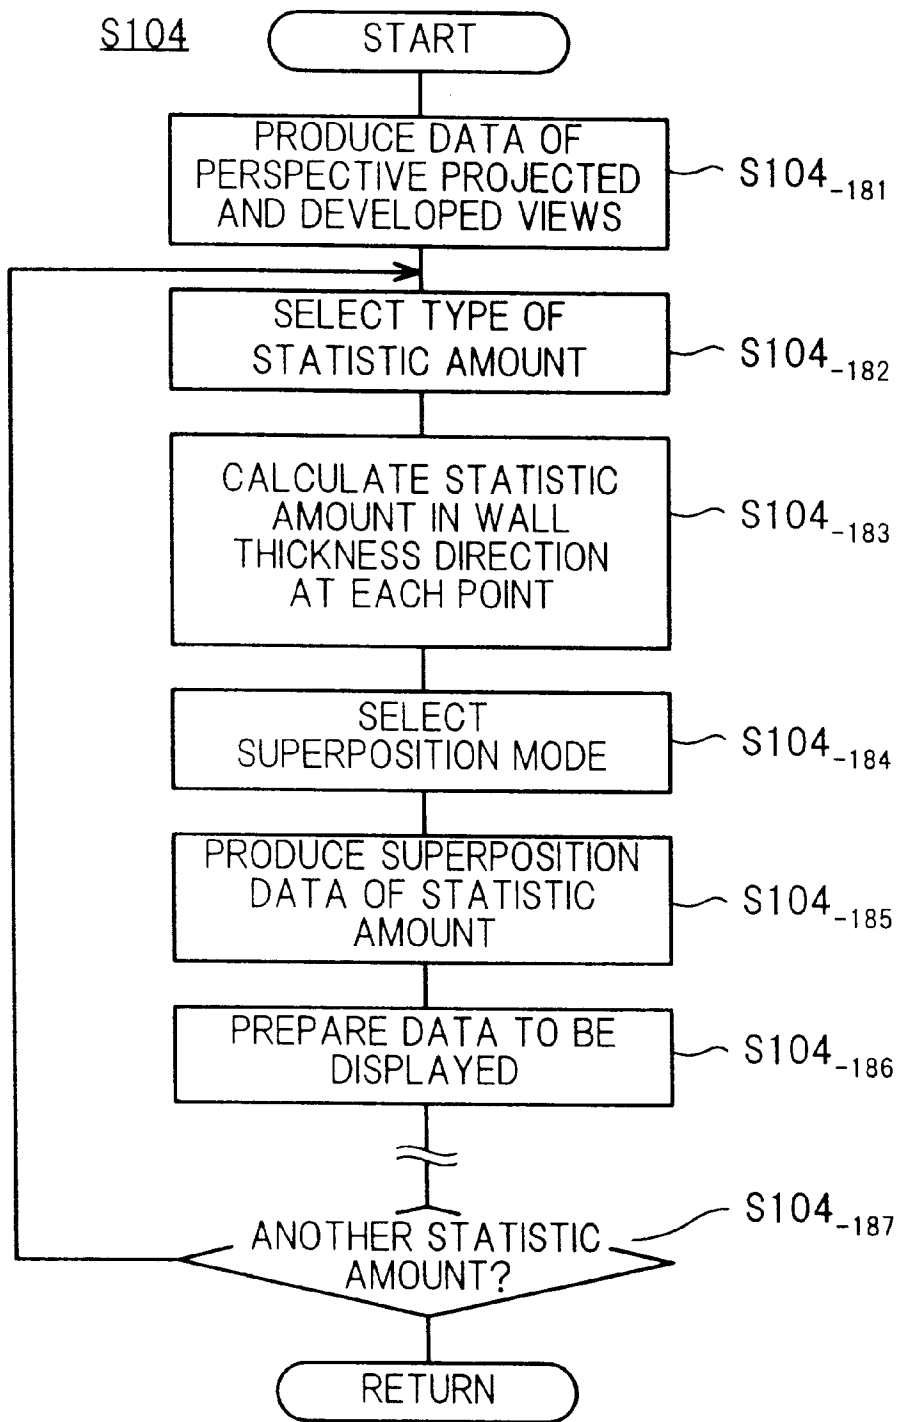 S104
START
PRODUCE DATA OF
PERSPECTIVE PROJECTED
AND DEVELOPED VIEWS
S104-181
SELECT TYPE OF
STATISTIC AMOUNT
S104-182
CALCULATE STATISTIC
AMOUNT IN WALL
THICKNESS DIRECTION
AT EACH POINT
S104-183
SELECT
SUPERPOSITION MODE
S104-184
PRODUCE SUPERPOSITION
DATA OF STATISTIC
AMOUNT
S104-185
PREPARE DATA TO BE
DISPLAYED
S104-186
ANOTHER STATISTIC
AMOUNT?
S104-187
RETURN